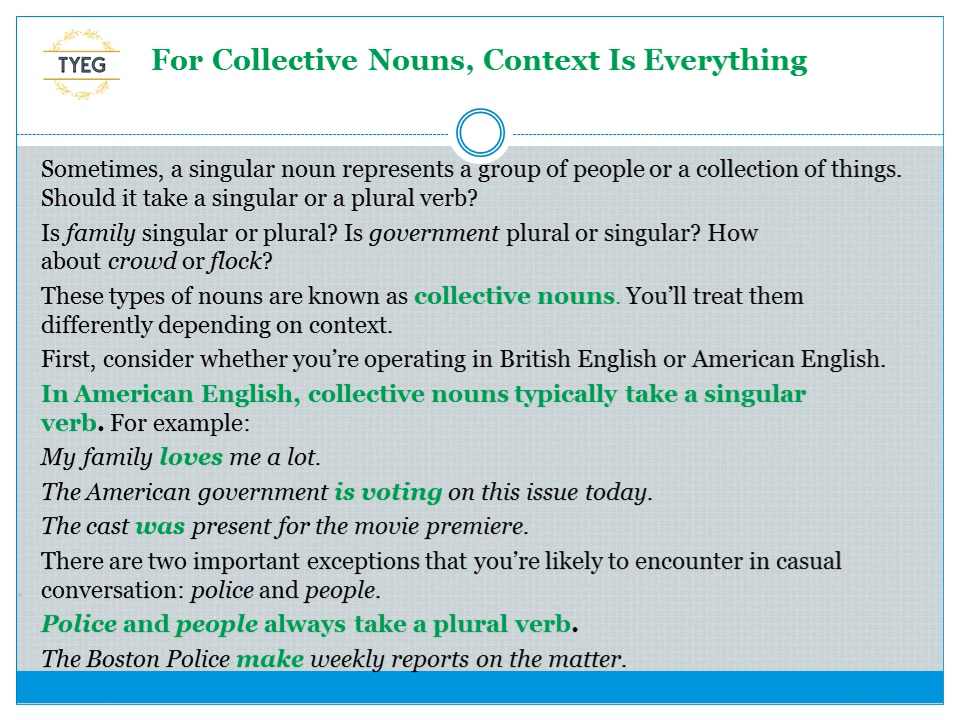 TYEG
For Collective Nouns, Context Is Everything
Sometimes, a singular noun represents a group of people or a collection of things.
Should it take a singular or a plural verb?
Is family singular or plural? Is government plural or singular? How
about crowd or flock?
These types of nouns are known as collective nouns. You’ll treat them
differently depending on context.
First, consider whether you’re operating in British English or American English.
In American English, collective nouns typically take a singular
verb. For example:
My family loves me a lot.
The American government is voting on this issue today.
The cast was present for the movie premiere.
There are two important exceptions that you’re likely to encounter in casual
conversation: police and people.
Police and people always take a plural verb.
The Boston Police make weekly reports on the matter.